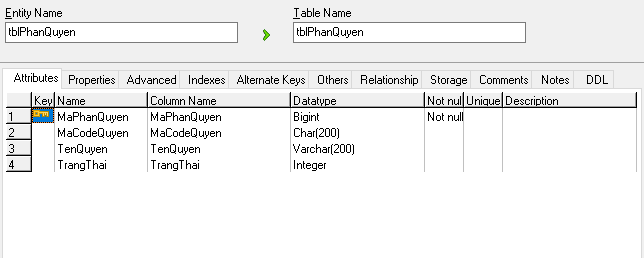 Entity Name Table Name
tblPhanQuyen tblPhanQuyen
Attributes Properties Advanced Indexes Alternate Keys Others Relationship Storage Comments Notes DDL
Key Name Column Name Datatype Not nul Unique Description
1 MaPhanQuyen MaPhanQuyen Bigint Not null
2 MaCodeQuyen MaCodeQuyen Char(200)
3 TenQuyen TenQuyen Varchar(200)
4 TrangThai TrangThai Integer